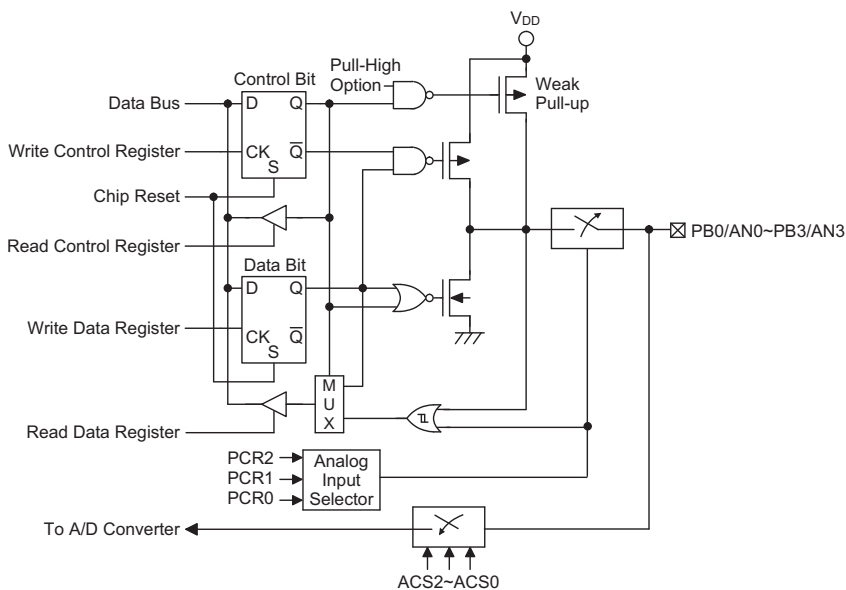 VDD
Pull-High
Option
Control Bit
Weak
Pull-up
Data Bus
D
Q
Write Control Register
CK
Q
S
Chip Reset
Read Control Register
PB0/AN0~PB3/AN3
Data Bit
D
Q
Write Data Register
CK
Q
S
M
U
X
Read Data Register
PCR2
PCR1
PCR0
Analog
Input
Selector
To A/D Converter
ACS2~ACS0